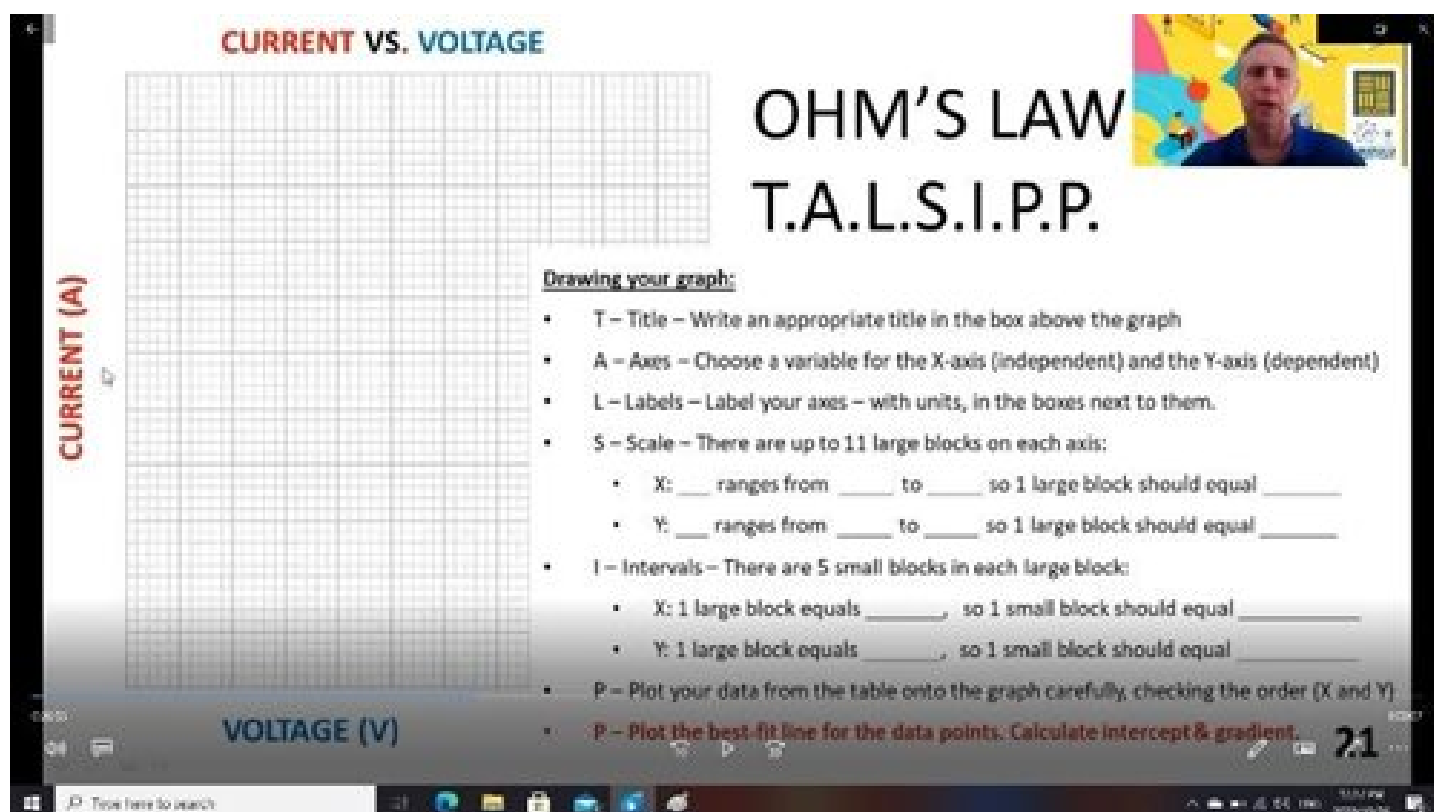 CURRENT VS. VOLTAGE
OHM'S LAW
T.A.L.S.I.P.P.
CURRENT (A)
Drawing your graph:
• T – Title – Write an appropriate title in the box above the graph
• A – Axes – Choose a variable for the X-axis (independent) and the Y-axis (dependent)
• L – Labels – Label your axes – with units, in the boxes next to them.
• S – Scale – There are up to 11 large blocks on each axis:
• X: ___ ranges from _____ to _____ so 1 large block should equal _______
• Y: ___ ranges from _____ to _____ so 1 large block should equal _______
• I – Intervals – There are 5 small blocks in each large block:
• X: 1 large block equals _______, so 1 small block should equal ___________
• Y: 1 large block equals _______, so 1 small block should equal ___________
• P – Plot your data from the table onto the graph carefully, checking the order (X and Y)
• P – Plot the best-fit line for the data points. Calculate intercept & gradient.
VOLTAGE (V)
21
Type here to search